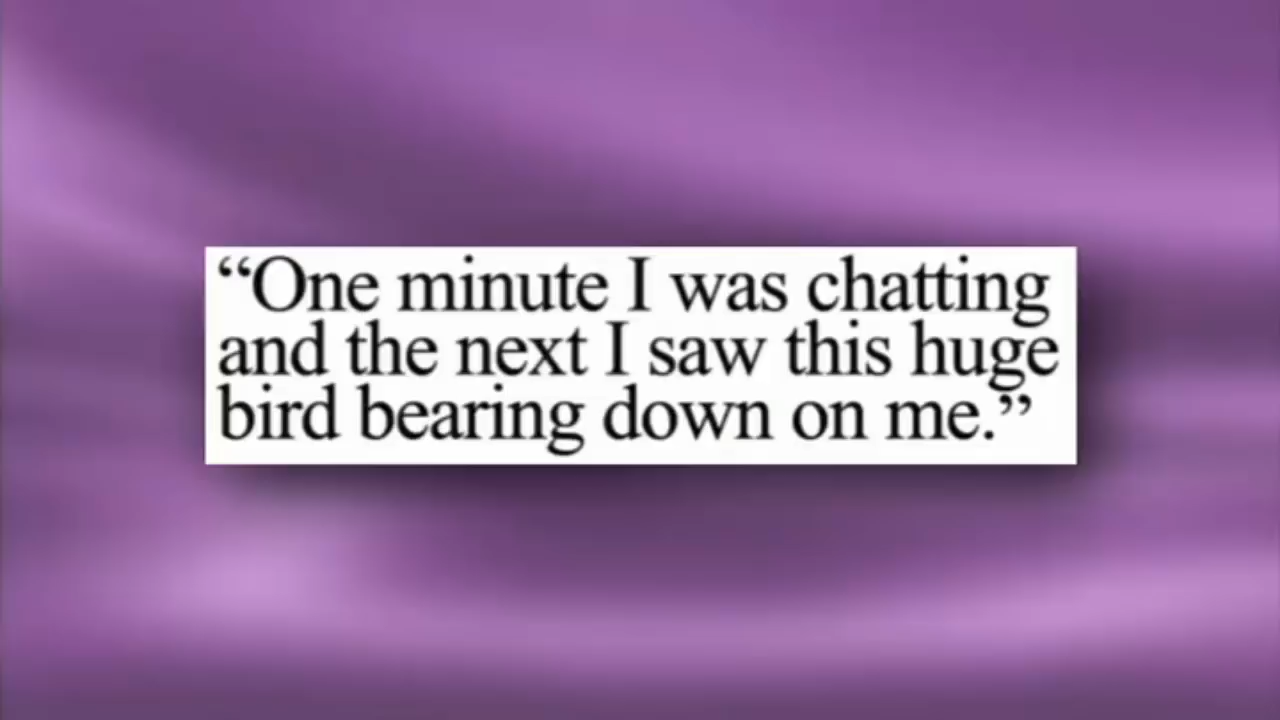 “One minute I was chatting
and the next I saw this huge
bird bearing down on me.”